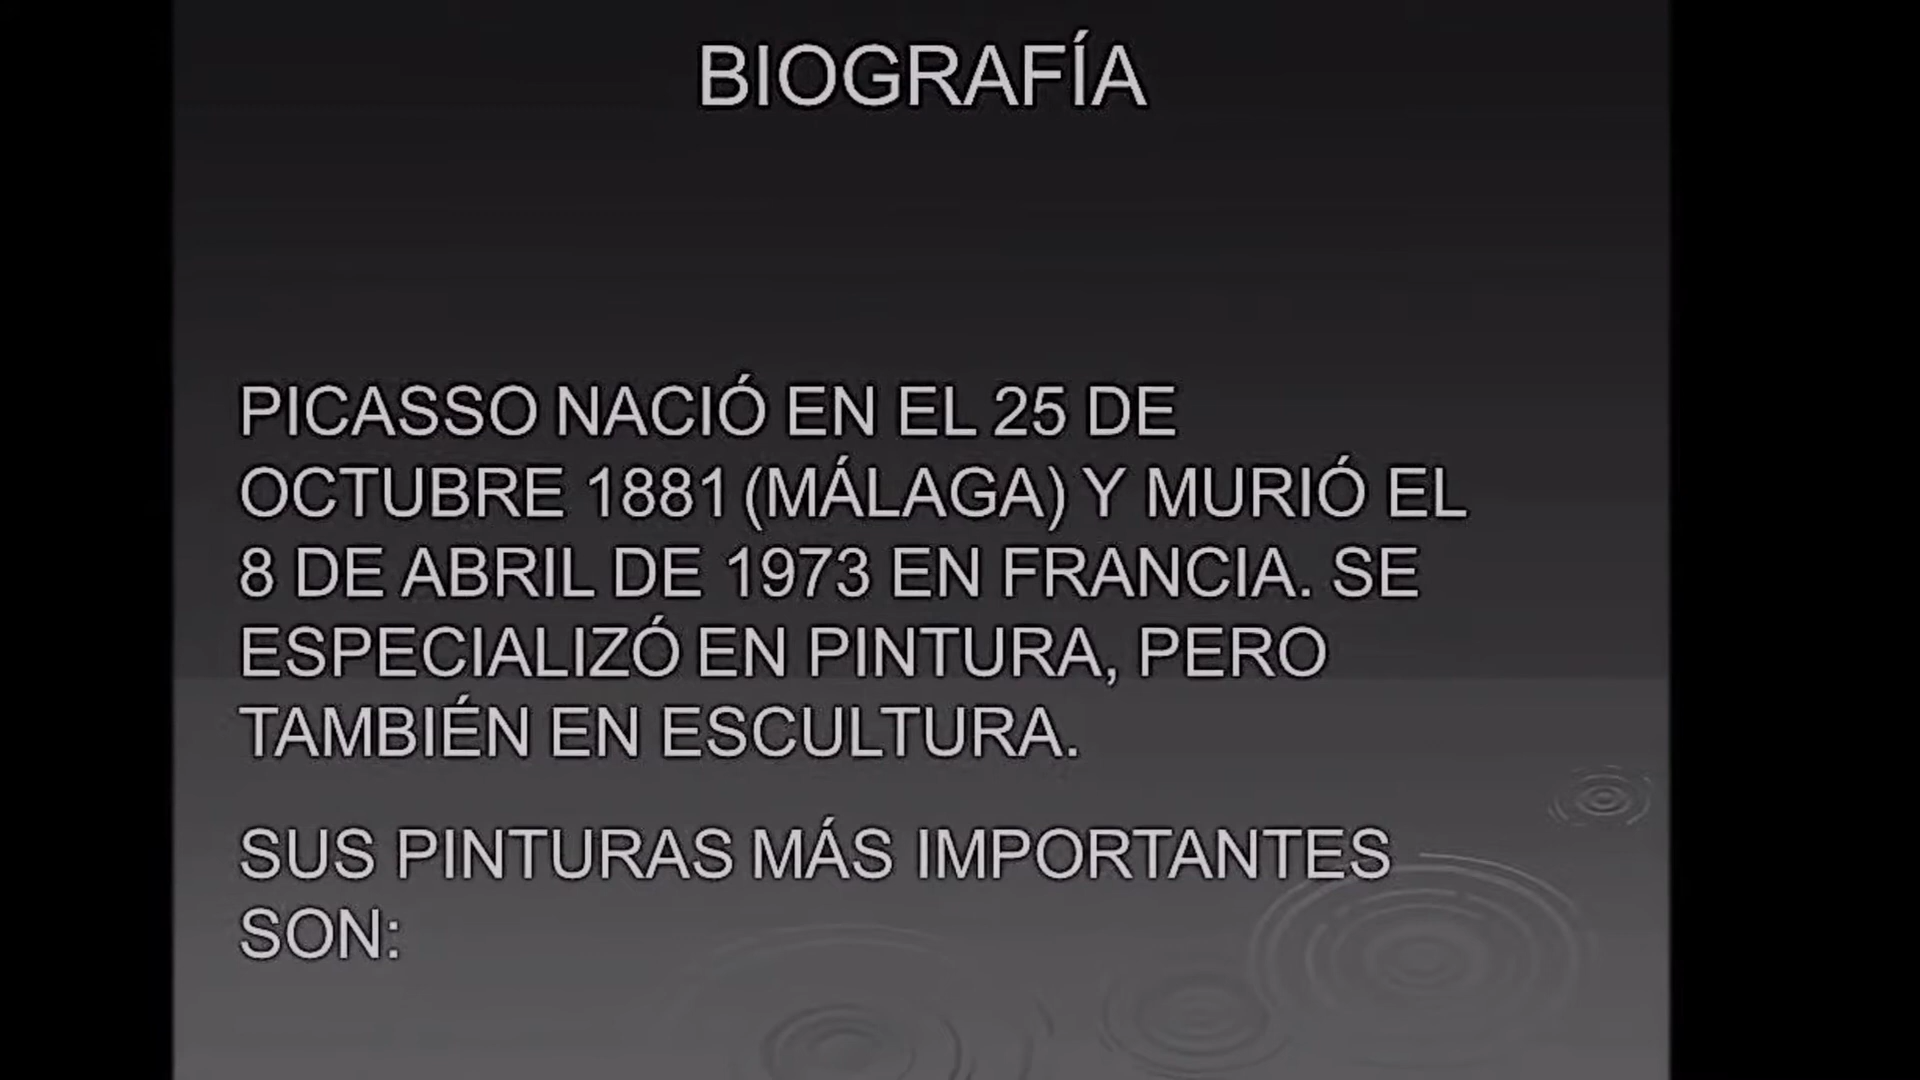 BIOGRAFÍA
PICASSO NACIÓ EN EL 25 DE
OCTUBRE 1881 (MÁLAGA) Y MURIÓ EL
8 DE ABRIL DE 1973 EN FRANCIA. SE
ESPECIALIZÓ EN PINTURA, PERO
TAMBIÉN EN ESCULTURA.
SUS PINTURAS MÁS IMPORTANTES
SON: